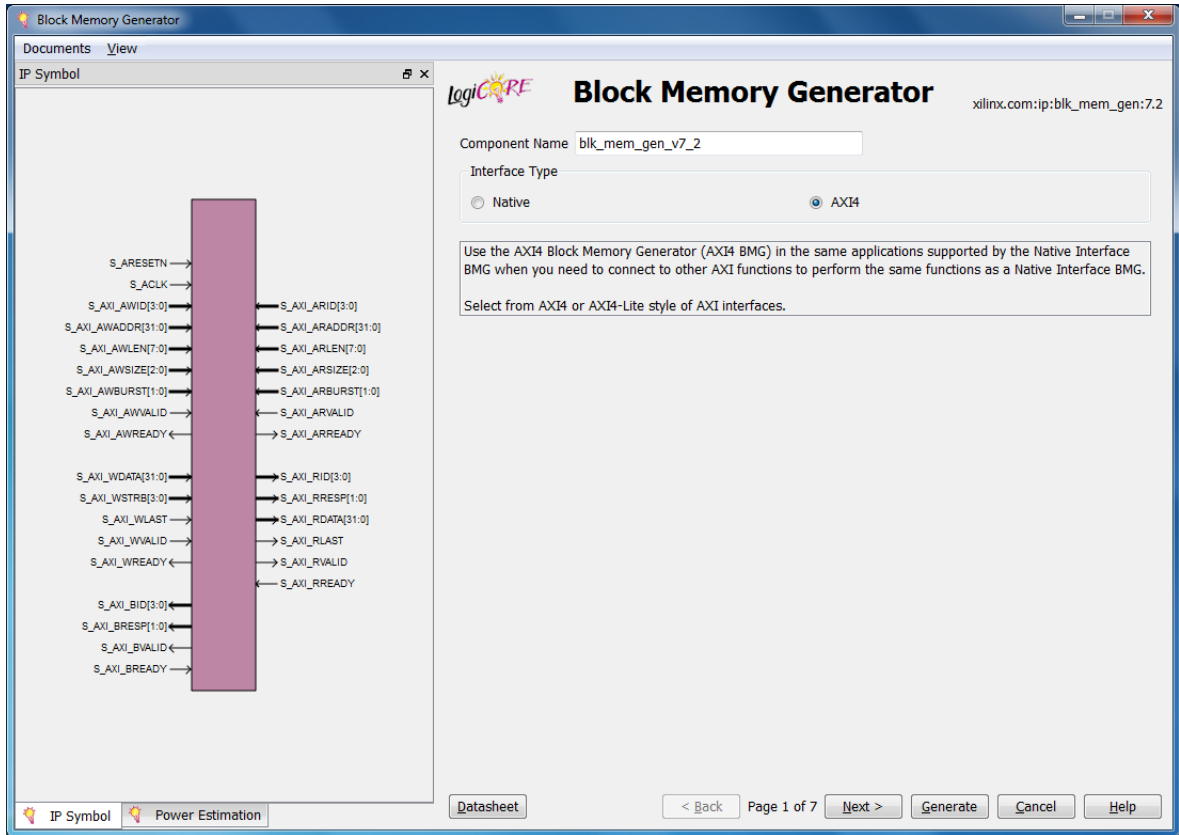 Block Memory Generator
Documents View
IP Symbol
S_ARESETN
S_ACLK
S_AXI_AWID[3:0]
S_AXI_AWADDR[31:0]
S_AXI_AWLEN[7:0]
S_AXI_AWSIZE[2:0]
S_AXI_AWBURST[1:0]
S_AXI_AWVALID
S_AXI_AWREADY
S_AXI_WDATA[31:0]
S_AXI_WSTRB[3:0]
S_AXI_WLAST
S_AXI_WVALID
S_AXI_WREADY
S_AXI_BID[3:0]
S_AXI_BRESP[1:0]
S_AXI_BVALID
S_AXI_BREADY
S_AXI_ARID[3:0]
S_AXI_ARADDR[31:0]
S_AXI_ARLEN[7:0]
S_AXI_ARSIZE[2:0]
S_AXI_ARBURST[1:0]
S_AXI_ARVALID
S_AXI_ARREADY
S_AXI_RID[3:0]
S_AXI_RRESP[1:0]
S_AXI_RDATA[31:0]
S_AXI_RLAST
S_AXI_RVALID
S_AXI_RREADY
IP Symbol Power Estimation
LogiCORE Block Memory Generator xilinx.com:ip:blk_mem_gen:7.2
Component Name blk_mem_gen_v7_2
Interface Type
Native AXI4
Use the AXI4 Block Memory Generator (AXI4 BMG) in the same applications supported by the Native Interface
BMG when you need to connect to other AXI functions to perform the same functions as a Native Interface BMG.
Select from AXI4 or AXI4-Lite style of AXI interfaces.
Datasheet < Back Page 1 of 7 Next > Generate Cancel Help